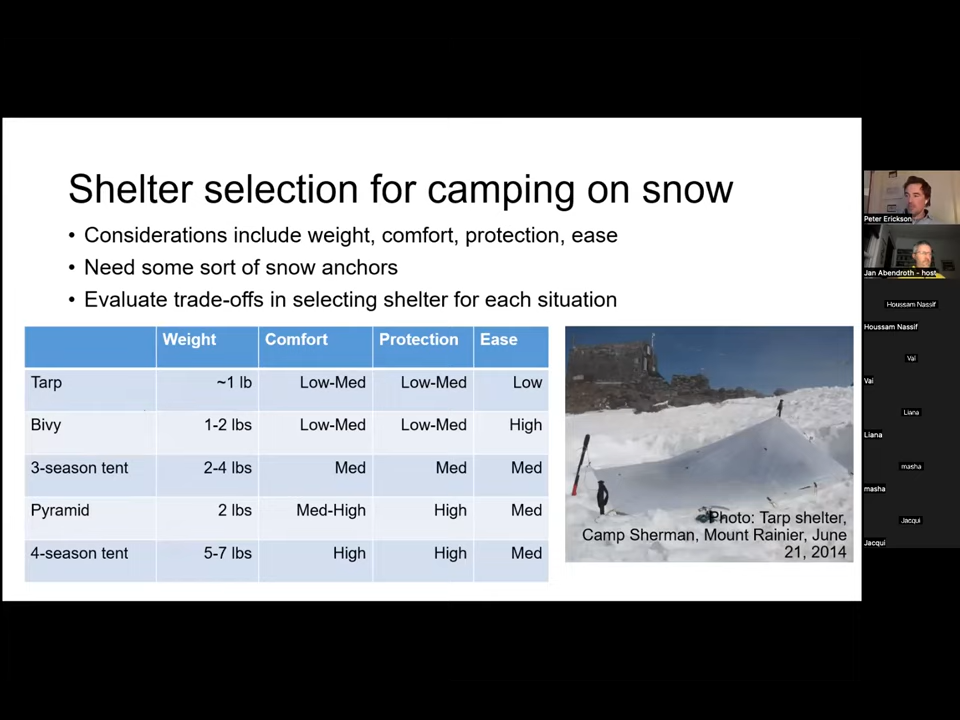 Shelter selection for camping on snow
• Considerations include weight, comfort, protection, ease
• Need some sort of snow anchors
• Evaluate trade-offs in selecting shelter for each situation
Weight Comfort Protection Ease
Tarp ~1 lb Low-Med Low-Med Low
Bivy 1-2 lbs Low-Med Low-Med High
3-season tent 2-4 lbs Med Med Med
Pyramid 2 lbs Med-High High Med
4-season tent 5-7 lbs High High Med
Photo: Tarp shelter,
Camp Sherman, Mount Rainier, June
21, 2014
Peter Erickson
Jan Abendroth - host
Houssam Nassif
Houssam Nassif
Vai
Vai
Liana
Liana
masha
masha
Jacqui
Jacqui